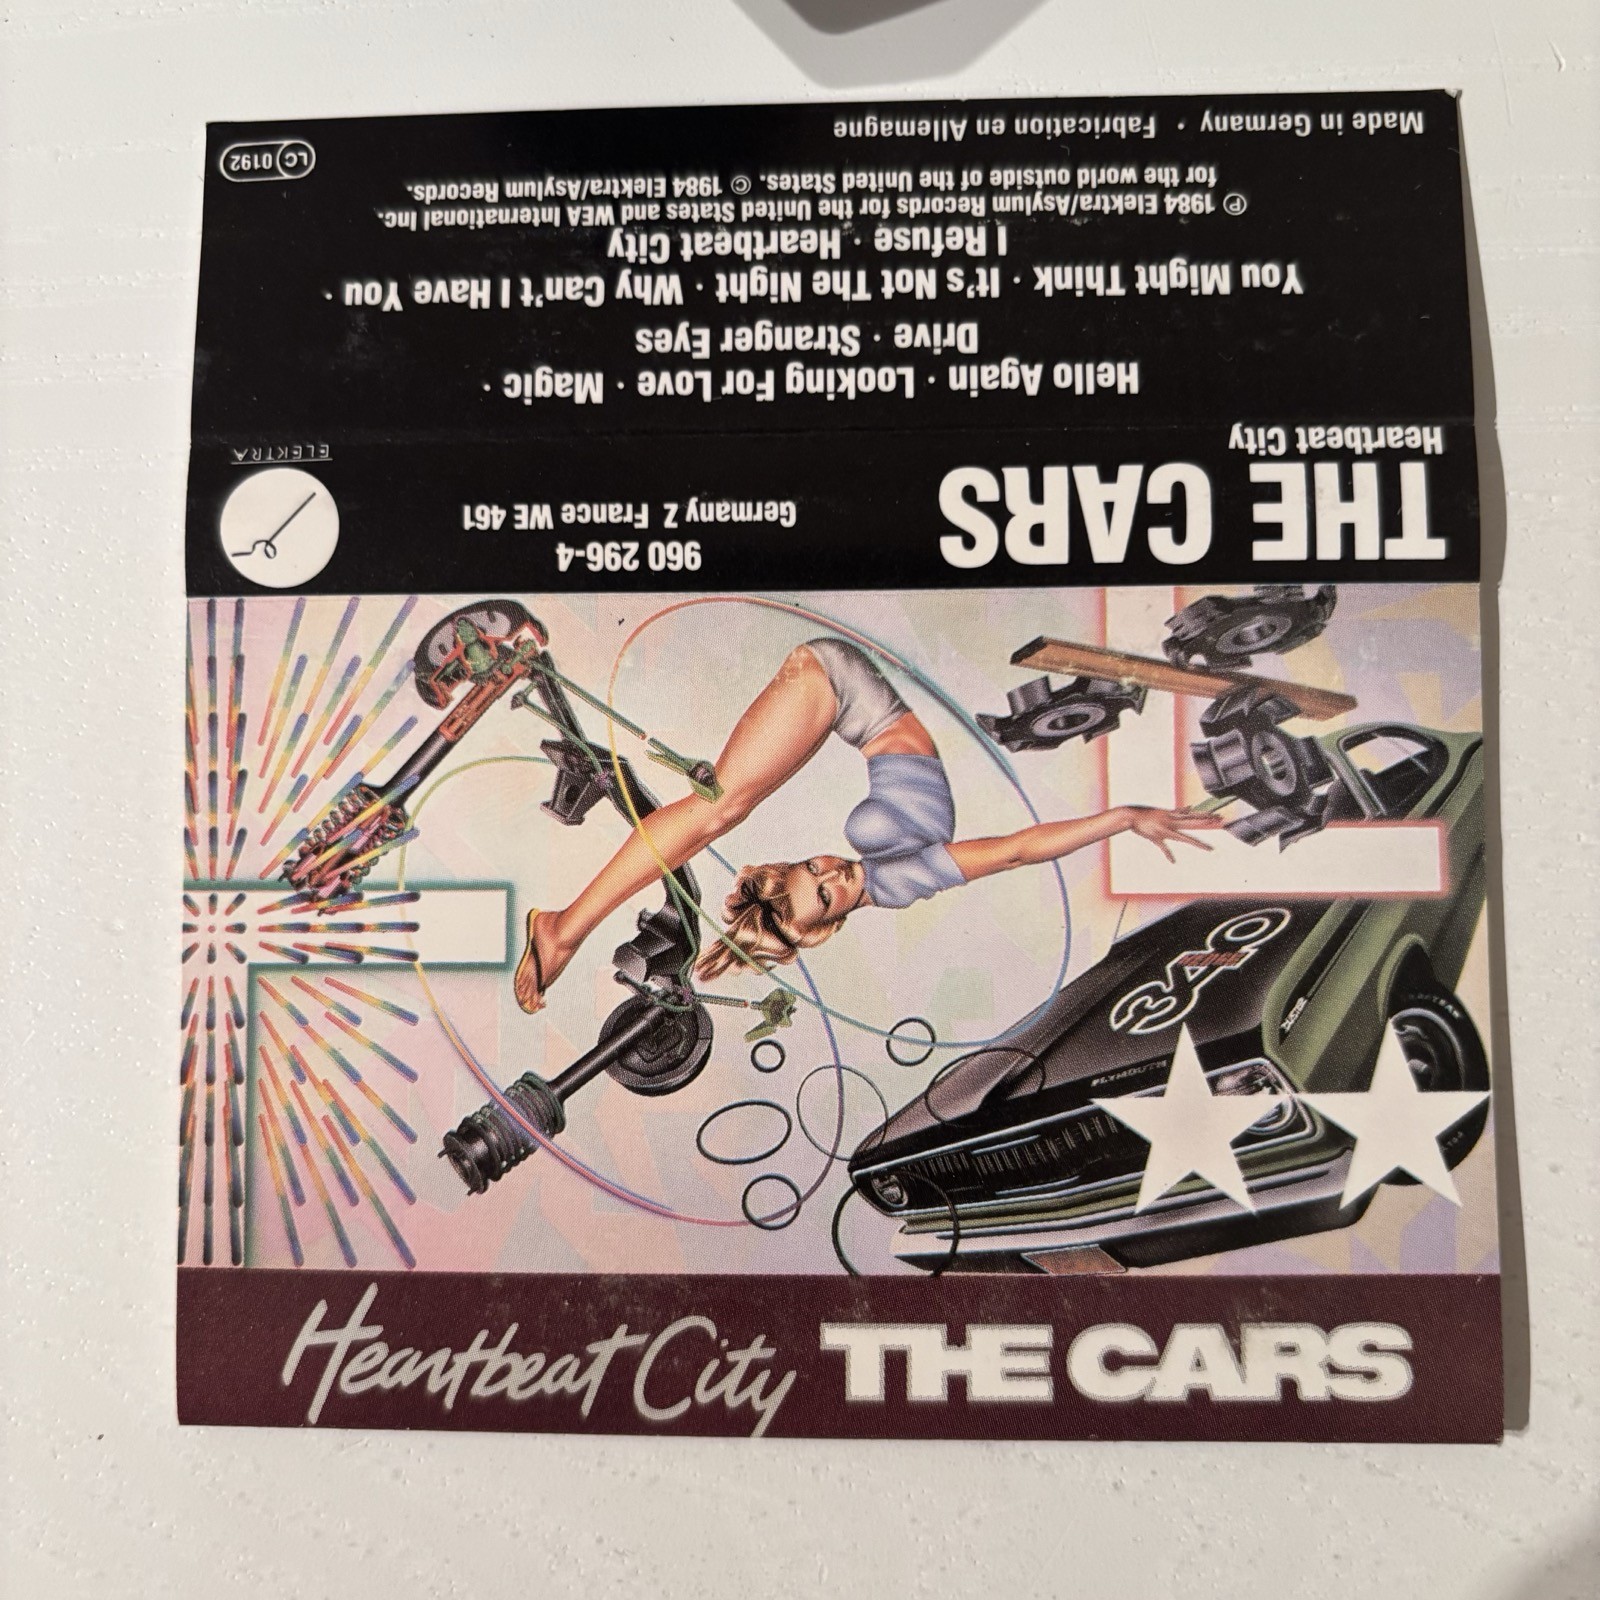 Heartbeat City THE CARS
340
PLYMOUTH
DUSTER
THE CARS
Heartbeat City
960 296-4
Germany Z France WE 461
ELEKTRA
Hello Again · Looking For Love · Magic ·
Drive · Stranger Eyes
You Might Think · It's Not The Night · Why Can't I Have You ·
I Refuse · Heartbeat City
℗ 1984 Elektra/Asylum Records for the United States and WEA International Inc.
for the world outside of the United States. © 1984 Elektra/Asylum Records.
Made in Germany · Fabrication en Allemagne
LC 0192